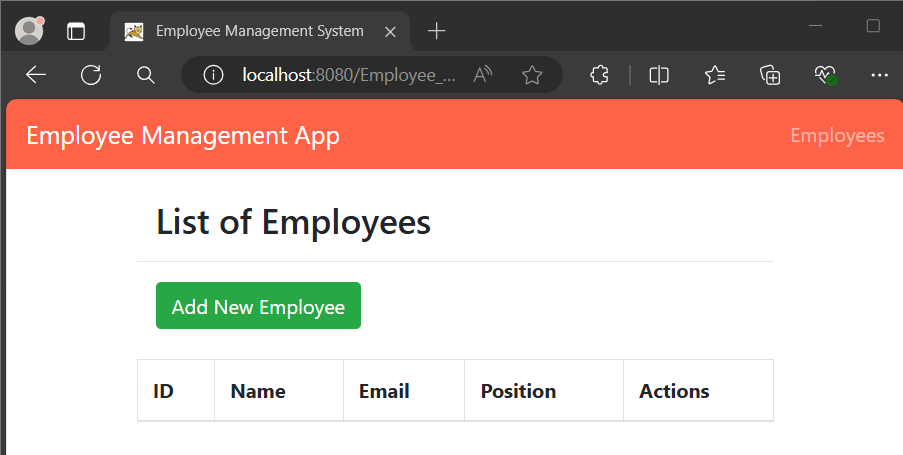 Employee Management System
localhost:8080/Employee_...
Employee Management App
Employees
List of Employees
Add New Employee
ID Name Email Position Actions